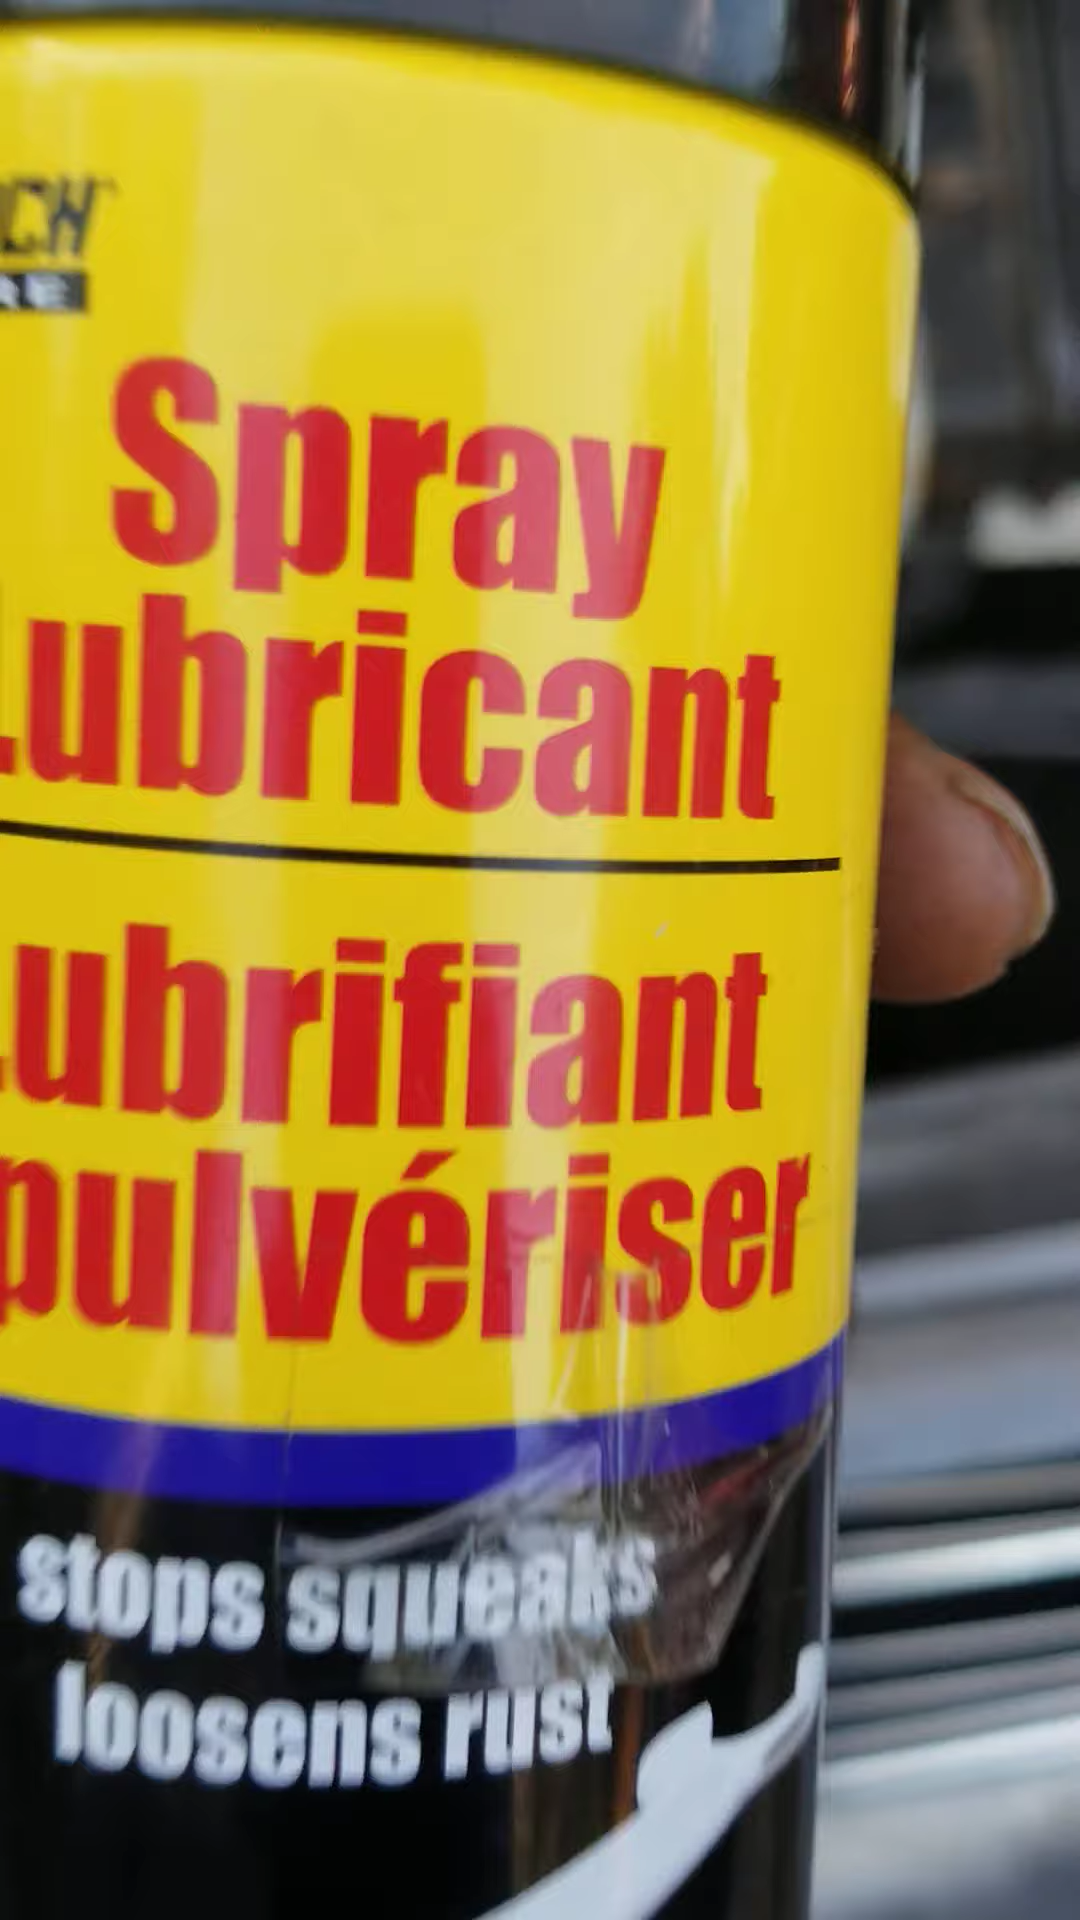 Spray
Lubricant
Lubrifiant
pulvériser
stops squeaks
loosens rust